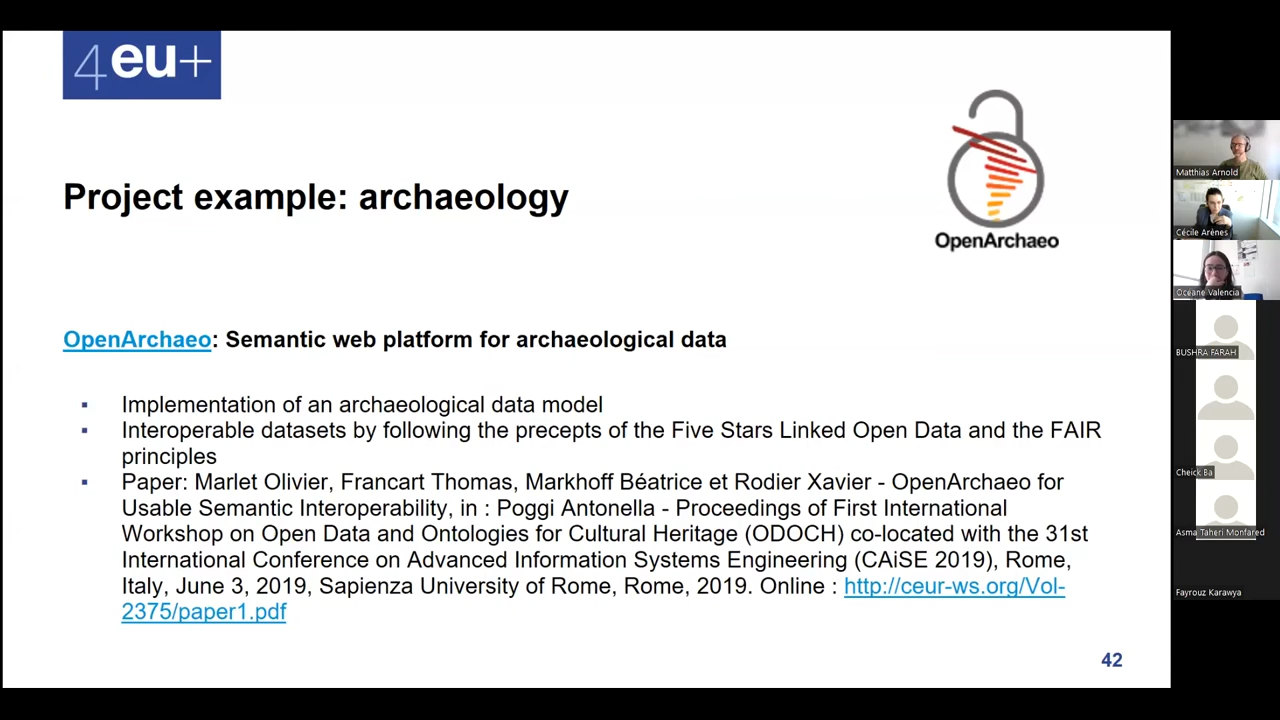 4eu+
Project example: archaeology
OpenArchaeo
OpenArchaeo: Semantic web platform for archaeological data
▪ Implementation of an archaeological data model
▪ Interoperable datasets by following the precepts of the Five Stars Linked Open Data and the FAIR
principles
▪ Paper: Marlet Olivier, Francart Thomas, Markhoff Béatrice et Rodier Xavier - OpenArchaeo for
Usable Semantic Interoperability, in : Poggi Antonella - Proceedings of First International
Workshop on Open Data and Ontologies for Cultural Heritage (ODOCH) co-located with the 31st
International Conference on Advanced Information Systems Engineering (CAiSE 2019), Rome,
Italy, June 3, 2019, Sapienza University of Rome, Rome, 2019. Online : http://ceur-ws.org/Vol-
2375/paper1.pdf
42
Matthias Arnold
Cécile Arènes
Océane Valencia
BUSHRA FARAH
Cheick Ba
Asma Taheri Monfared
Fayrouz Karawya